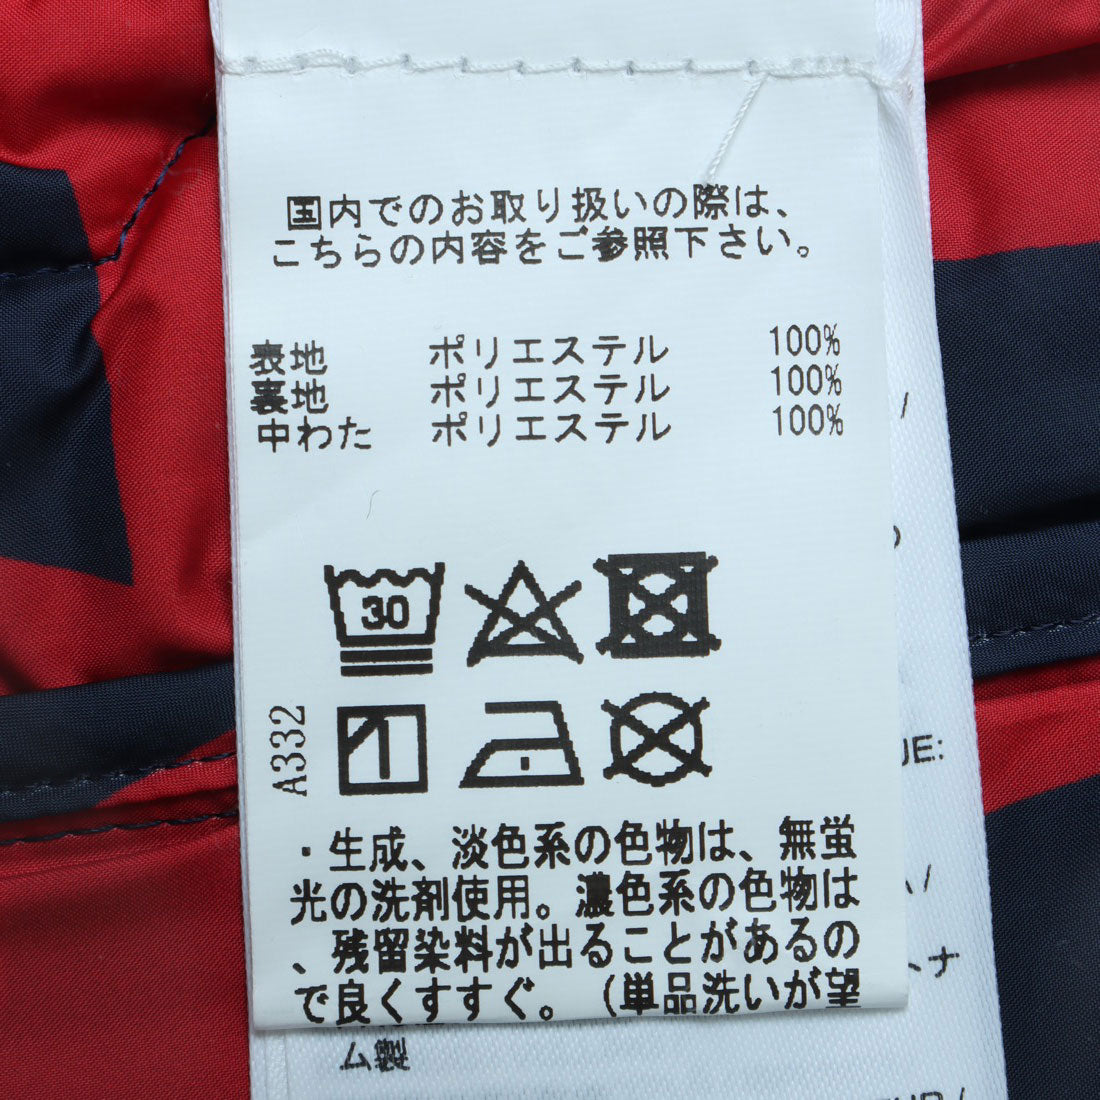 国内でのお取り扱いの際は、
こちらの内容をご参照下さい。
表地 ポリエステル 100%
裏地 ポリエステル 100%
中わた ポリエステル 100%
30
A332
・生成、淡色系の色物は、無蛍
光の洗剤使用。濃色系の色物は
、残留染料が出ることがあるの
で良くすすぐ。（単品洗いが望
ム製
UE:
トナ